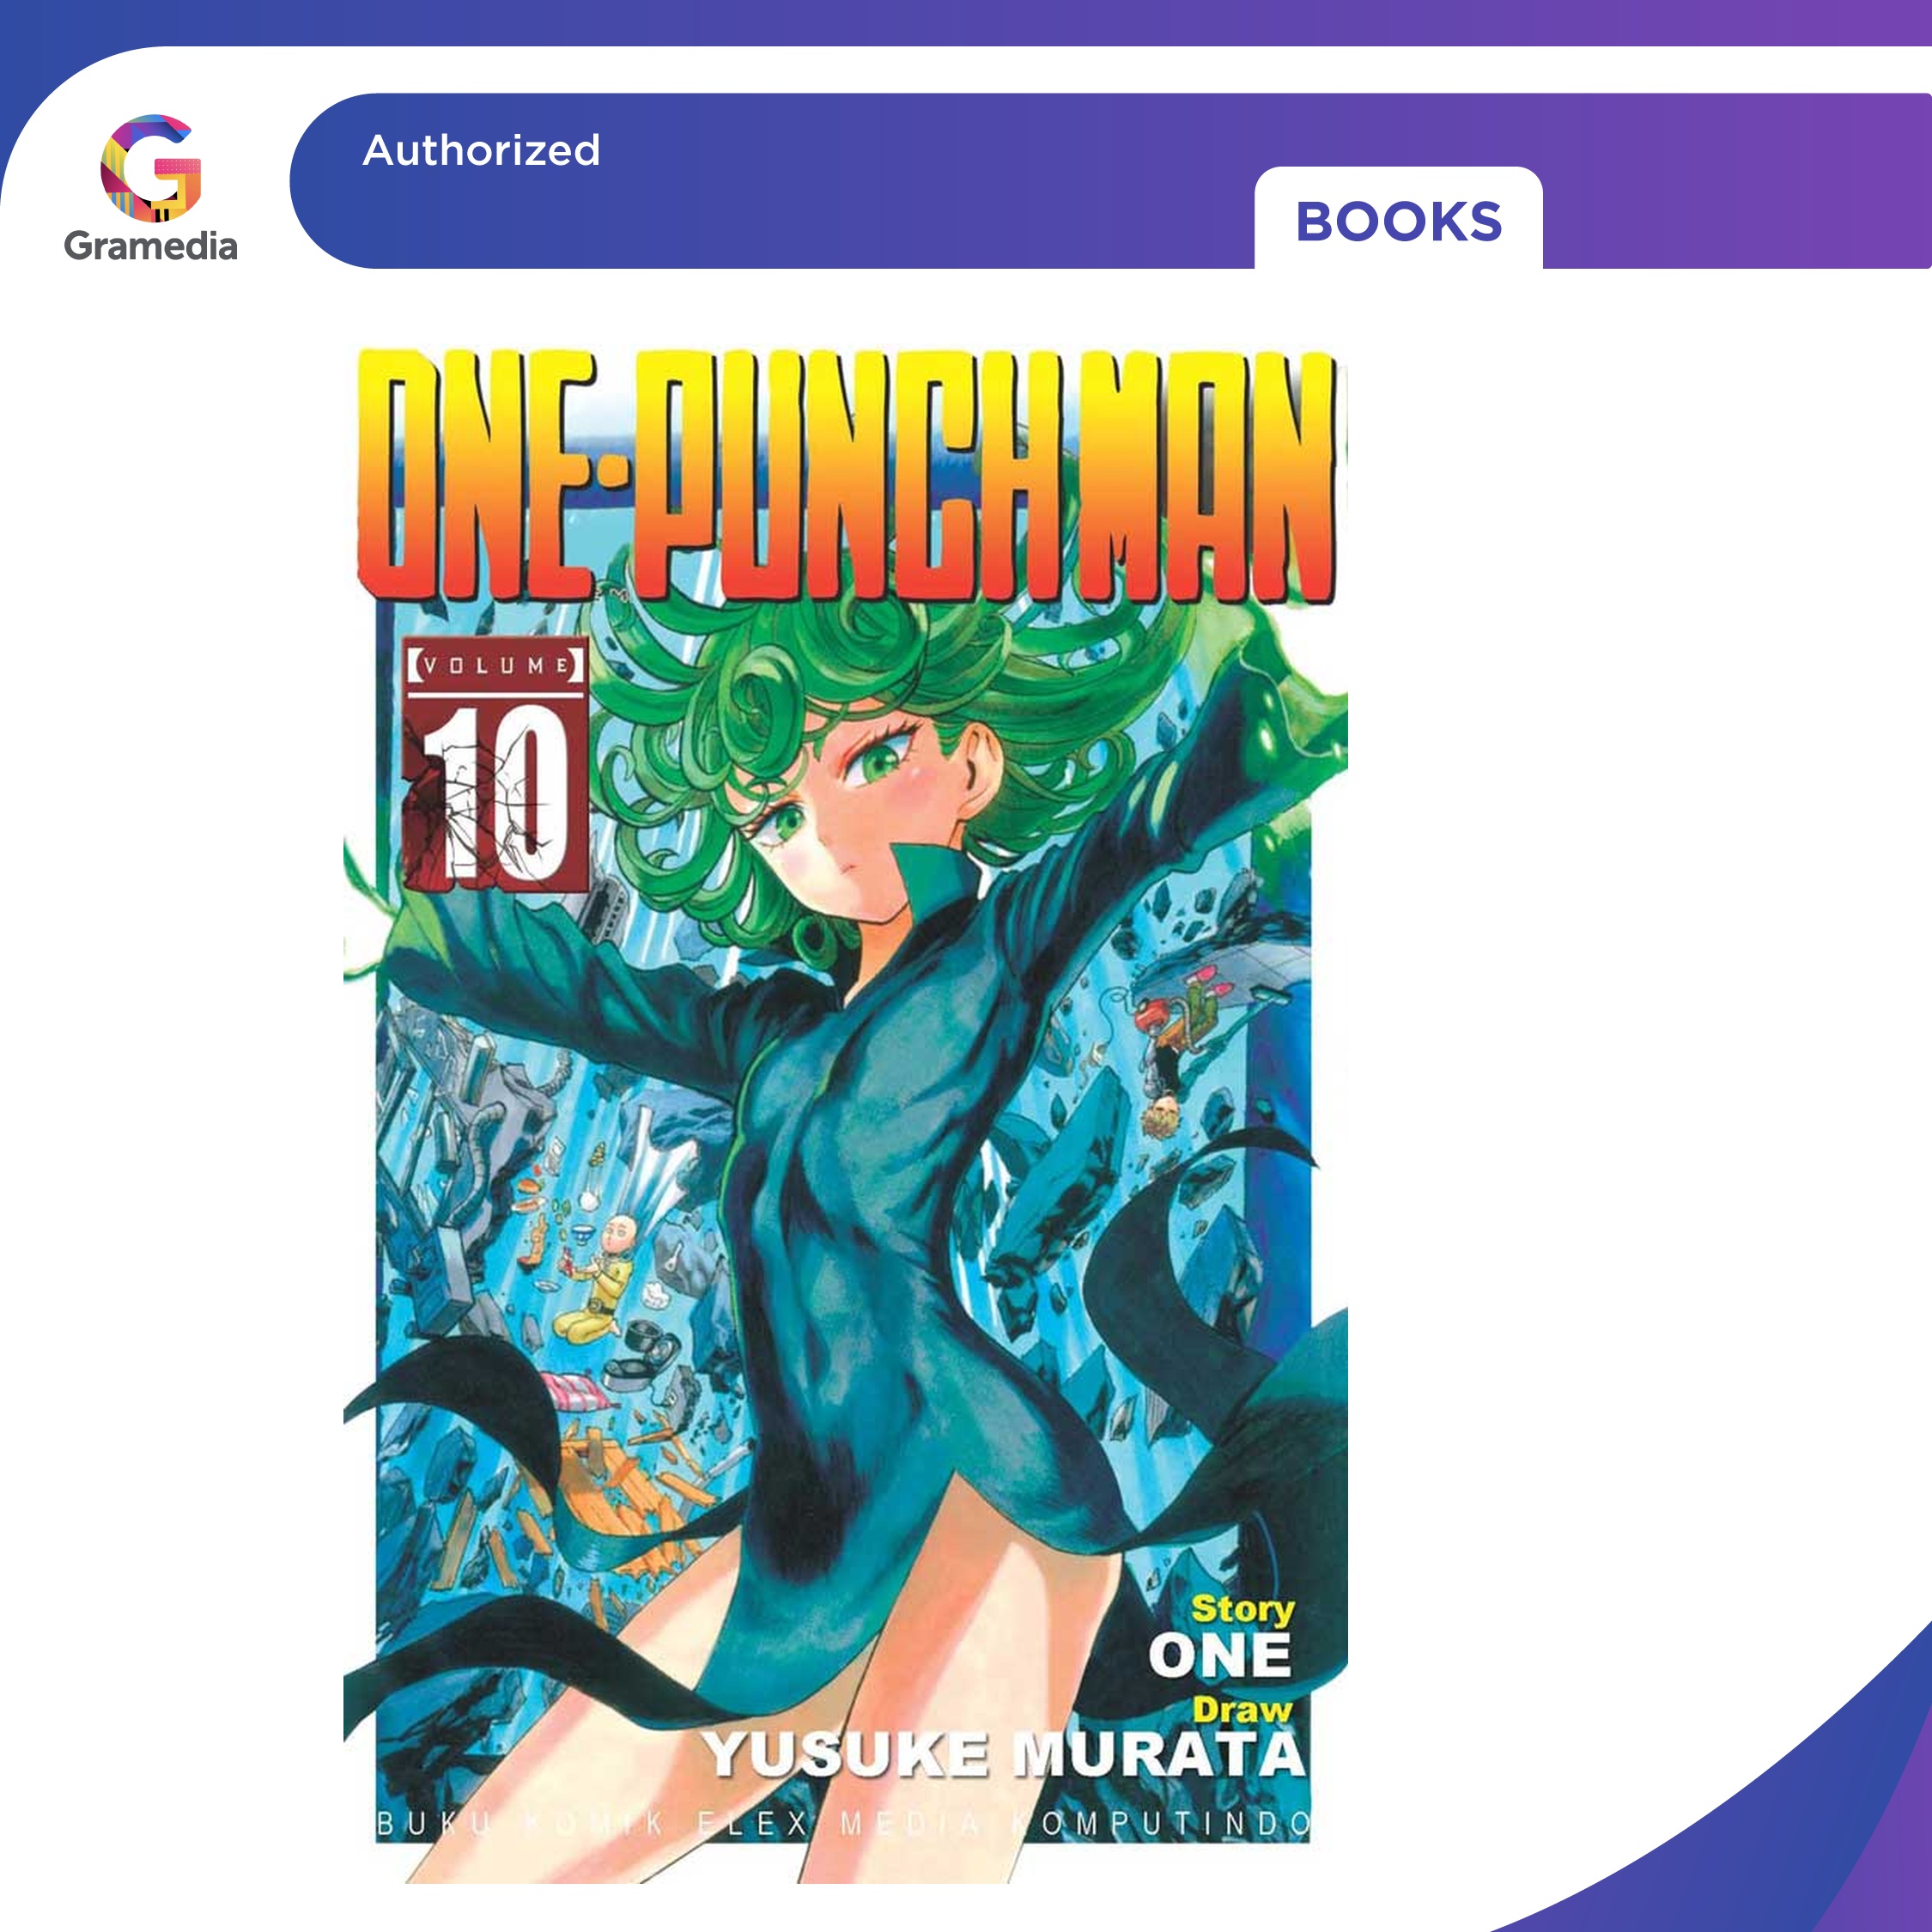 Authorized
BOOKS
Gramedia
ONE-PUNCH MAN
VOLUME
10
Story
ONE
Draw
YUSUKE MURATA
BUKU KOMIK ELEX MEDIA KOMPUTINDO